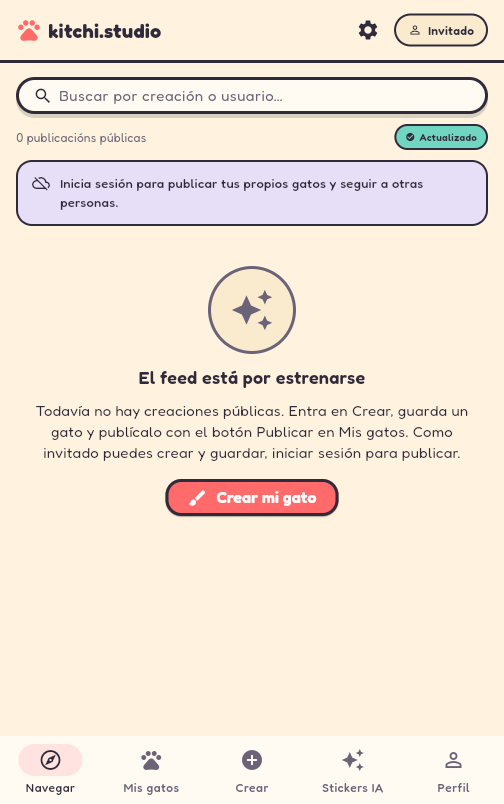 kitchi.studio
Invitado
Buscar por creación o usuario...
0 publicacións públicas
Actualizado
Inicia sesión para publicar tus propios gatos y seguir a otras
personas.
El feed está por estrenarse
Todavía no hay creaciones públicas. Entra en Crear, guarda un
gato y publícalo con el botón Publicar en Mis gatos. Como
invitado puedes crear y guardar, iniciar sesión para publicar.
Crear mi gato
Navegar
Mis gatos
Crear
Stickers IA
Perfil